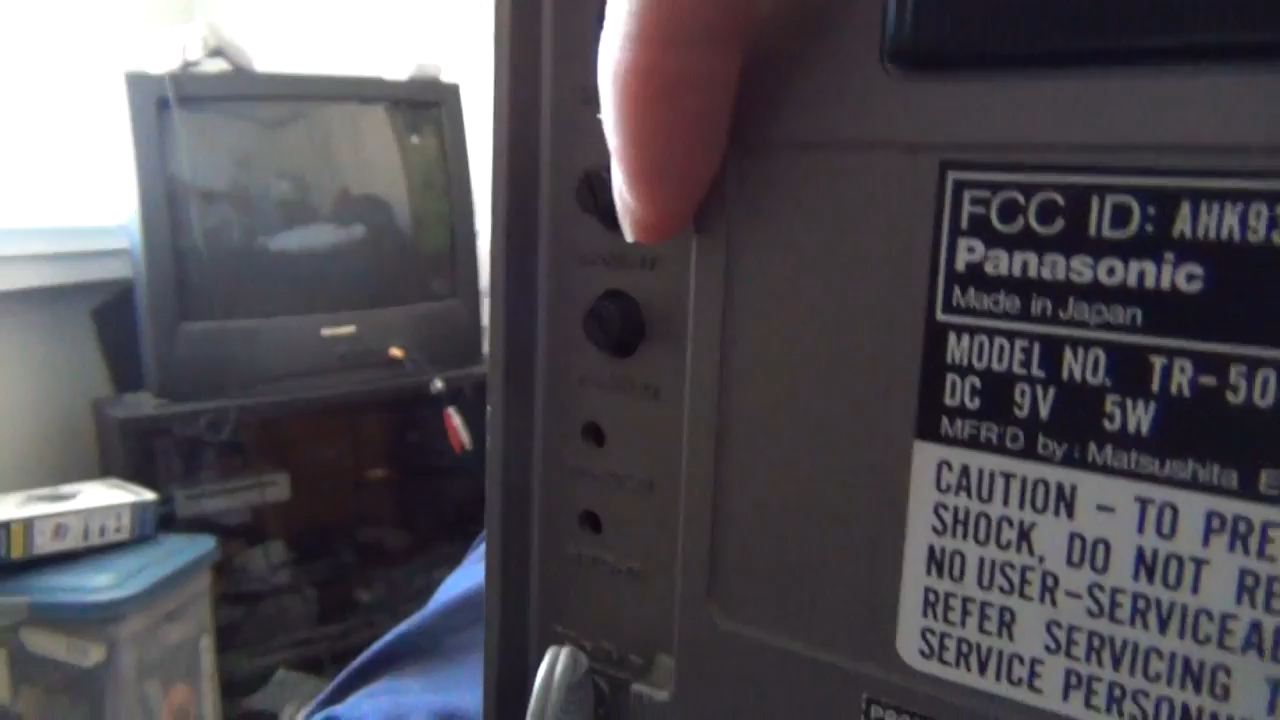 FCC ID: AHK93
Panasonic
Made in Japan
MODEL NO. TR-50
DC 9V 5W
MFR'D by: Matsushita E
CAUTION - TO PRE
SHOCK, DO NOT RE
NO USER-SERVICEA
REFER SERVICING T
SERVICE PERSONN